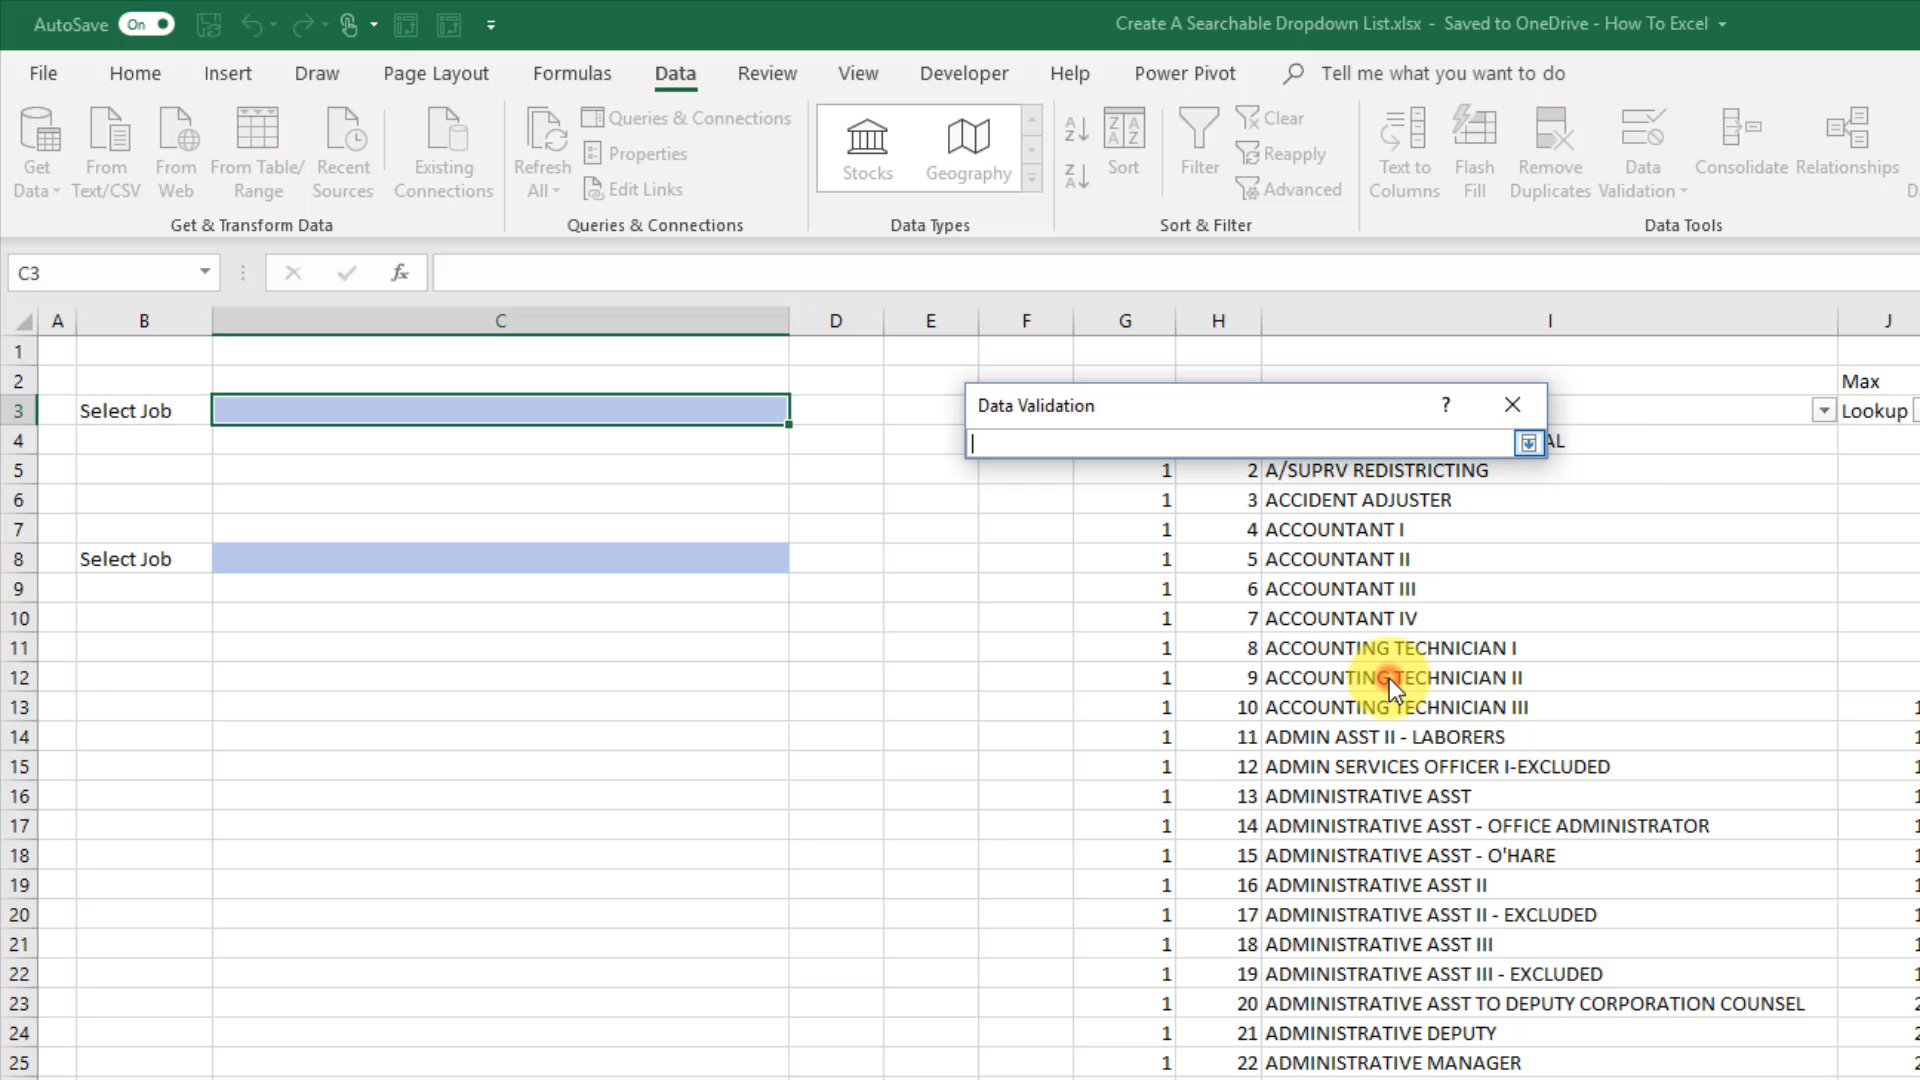 AutoSave On
Create A Searchable Dropdown List.xlsx - Saved to OneDrive - How To Excel
File Home Insert Draw Page Layout Formulas Data Review View Developer Help Power Pivot Tell me what you want to do
Get Data
From Text/CSV
From Web
From Table/ Range
Recent Sources
Existing Connections
Get & Transform Data
Refresh All
Queries & Connections
Properties
Edit Links
Queries & Connections
Stocks
Geography
Data Types
Sort
Filter
Clear
Reapply
Advanced
Sort & Filter
Text to Columns
Flash Fill
Remove Duplicates
Data Validation
Consolidate
Relationships
Data Tools
C3
fx
A B C D E F G H I J
1
2 Max
3 Select Job Lookup
Data Validation ?
4 AL
5 1 2 A/SUPRV REDISTRICTING
6 1 3 ACCIDENT ADJUSTER
7 1 4 ACCOUNTANT I
8 Select Job 1 5 ACCOUNTANT II
9 1 6 ACCOUNTANT III
10 1 7 ACCOUNTANT IV
11 1 8 ACCOUNTING TECHNICIAN I
12 1 9 ACCOUNTING TECHNICIAN II
13 1 10 ACCOUNTING TECHNICIAN III
14 1 11 ADMIN ASST II - LABORERS
15 1 12 ADMIN SERVICES OFFICER I-EXCLUDED
16 1 13 ADMINISTRATIVE ASST
17 1 14 ADMINISTRATIVE ASST - OFFICE ADMINISTRATOR
18 1 15 ADMINISTRATIVE ASST - O'HARE
19 1 16 ADMINISTRATIVE ASST II
20 1 17 ADMINISTRATIVE ASST II - EXCLUDED
21 1 18 ADMINISTRATIVE ASST III
22 1 19 ADMINISTRATIVE ASST III - EXCLUDED
23 1 20 ADMINISTRATIVE ASST TO DEPUTY CORPORATION COUNSEL
24 1 21 ADMINISTRATIVE DEPUTY
25 1 22 ADMINISTRATIVE MANAGER